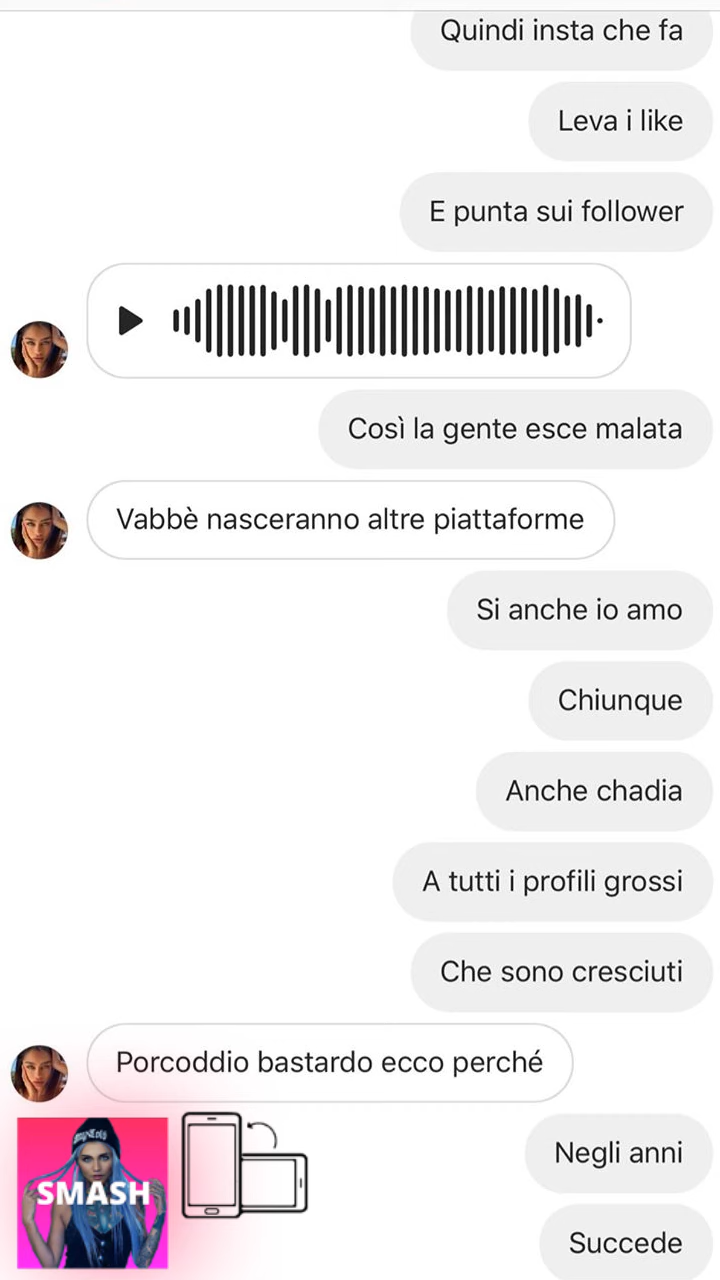 Quindi insta che fa
Leva i like
E punta sui follower
Così la gente esce malata
Vabbè nasceranno altre piattaforme
Si anche io amo
Chiunque
Anche chadia
A tutti i profili grossi
Che sono cresciuti
Porcoddio bastardo ecco perché
Negli anni
SMASH
Succede